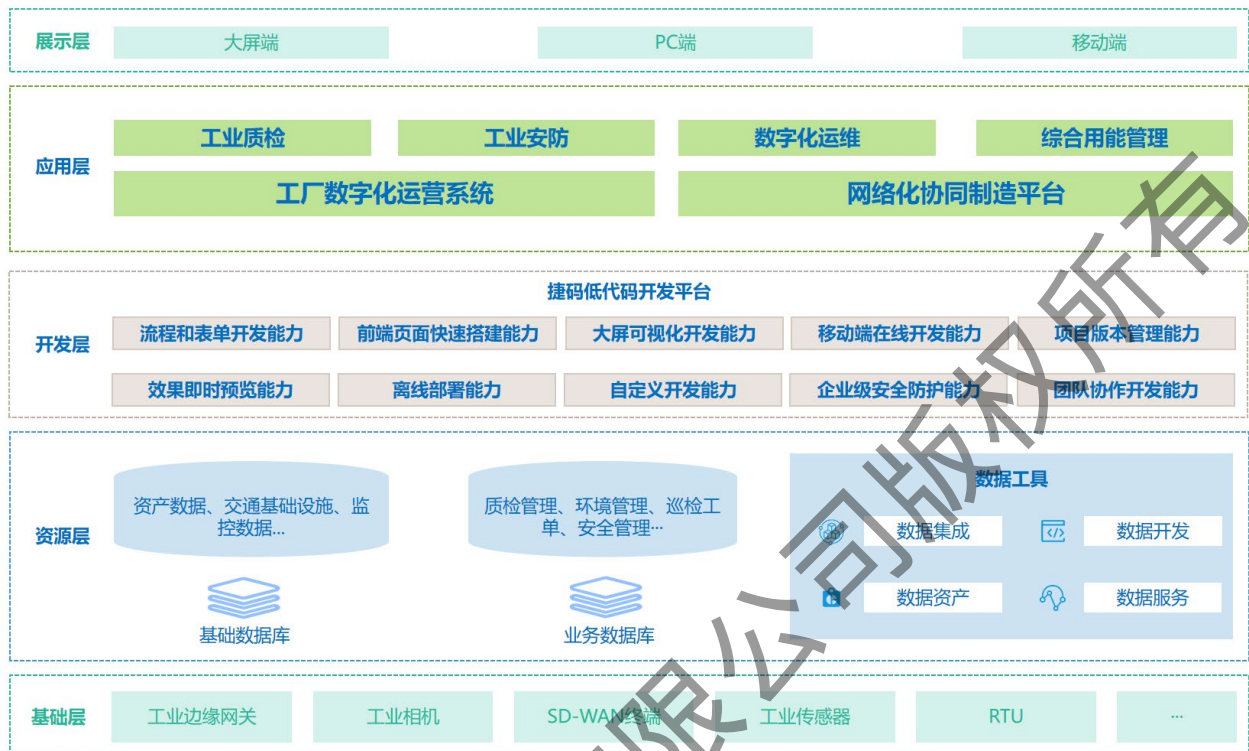 展示层
大屏端
PC端
移动端
应用层
工业质检
工业安防
数字化运维
综合用能管理
工厂数字化运营系统
网络化协同制造平台
开发层
捷码低代码开发平台
流程和表单开发能力
前端页面快速搭建能力
大屏可视化开发能力
移动端在线开发能力
项目版本管理能力
效果即时预览能力
离线部署能力
自定义开发能力
企业级安全防护能力
团队协作开发能力
资源层
资产数据、交通基础设施、监
控数据...
基础数据库
质检管理、环境管理、巡检工
单、安全管理...
业务数据库
数据工具
数据集成
数据开发
数据资产
数据服务
基础层
工业边缘网关
工业相机
SD-WAN终端
工业传感器
RTU
...
限公司版权所有